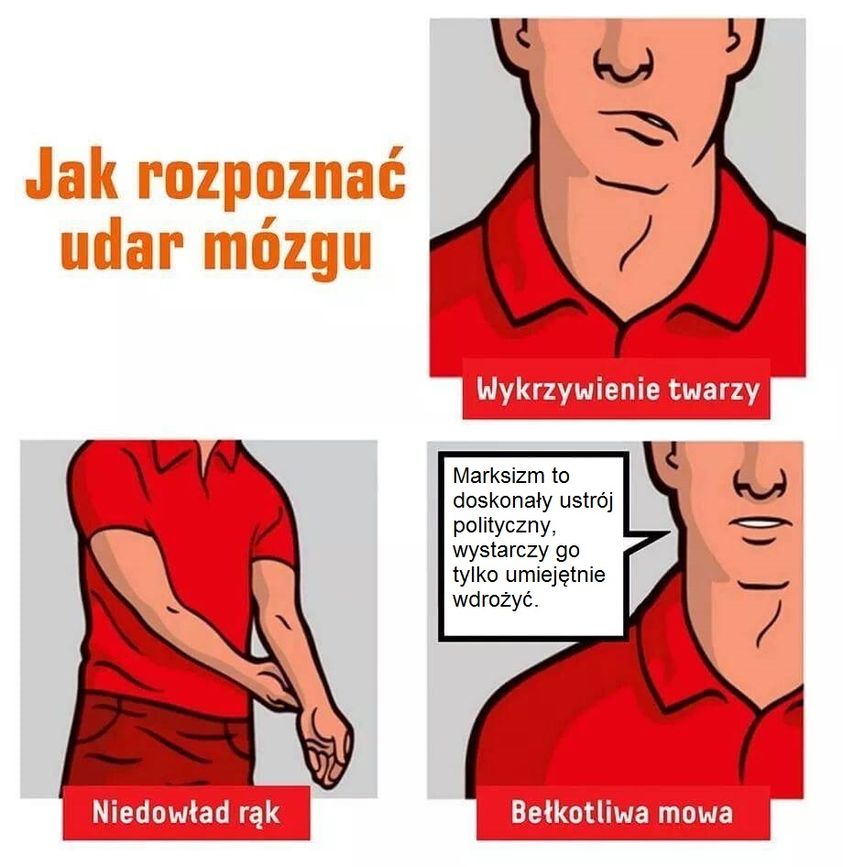 Jak rozpoznać
udar mózgu
Wykrzywienie twarzy
Niedowład rąk
Marksizm to
doskonały ustrój
polityczny,
wystarczy go
tylko umiejętnie
wdrożyć.
Bełkotliwa mowa